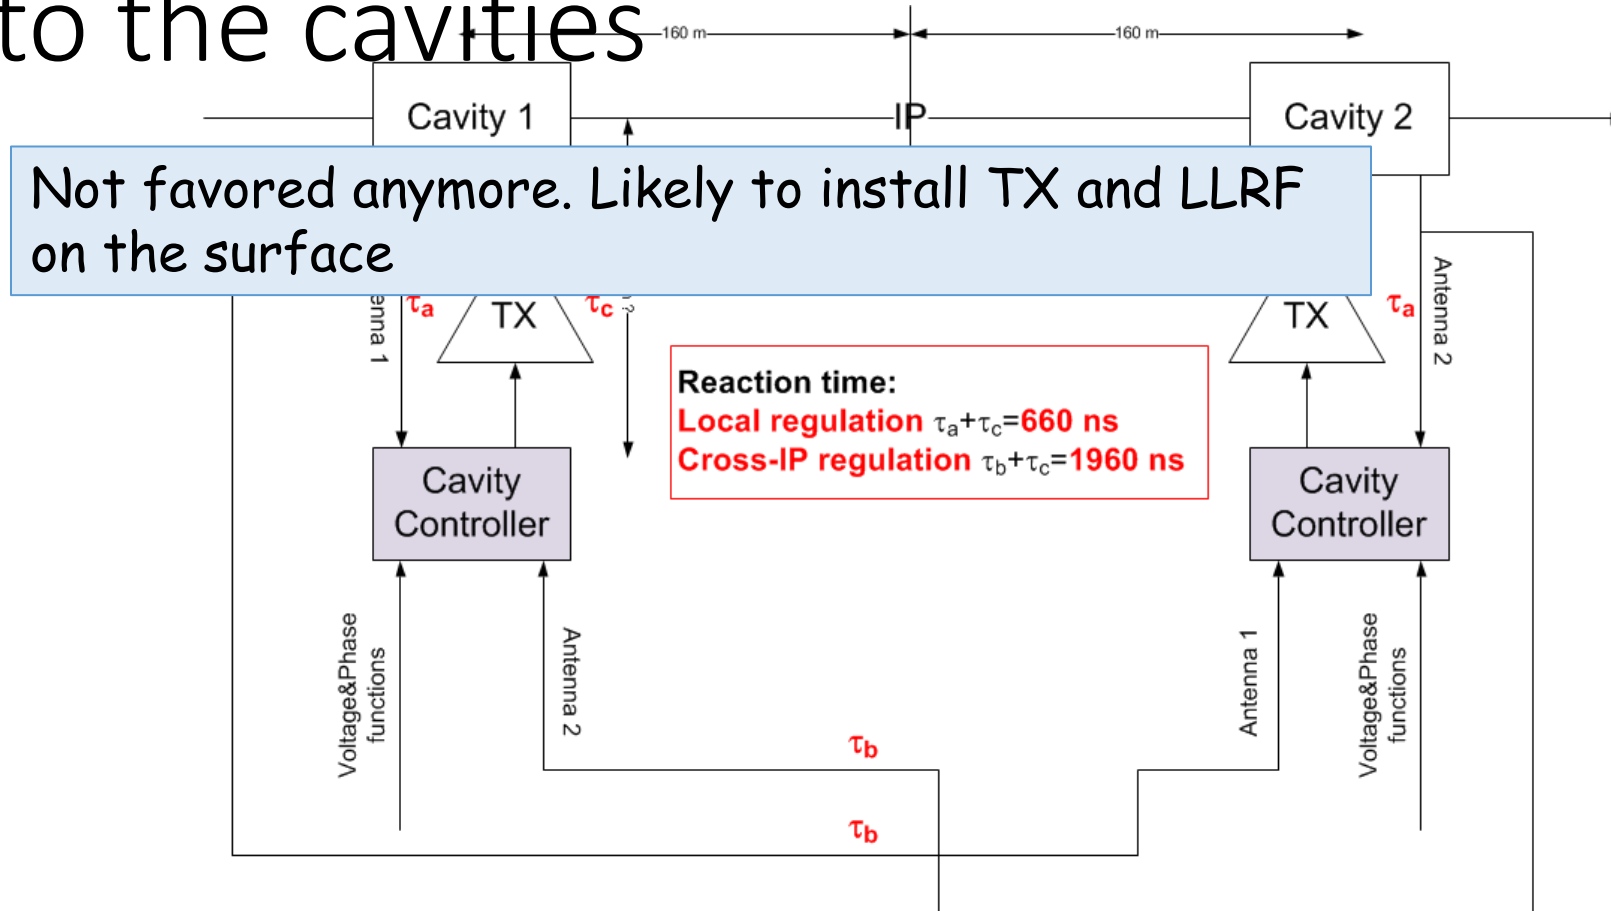 to the cavities
160 m
160 m
Cavity 1
IP
Cavity 2
Not favored anymore. Likely to install TX and LLRF
on the surface
τa
TX
τc
TX
τa
Antenna 2
Reaction time:
Local regulation τa+τc=660 ns
Cross-IP regulation τb+τc=1960 ns
Cavity
Controller
Cavity
Controller
Voltage&Phase
functions
Antenna 2
Antenna 1
Voltage&Phase
functions
τb
τb